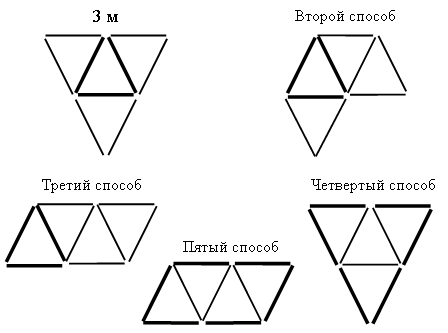 3 м
Второй способ
Третий способ
Четвертый способ
Пятый способ